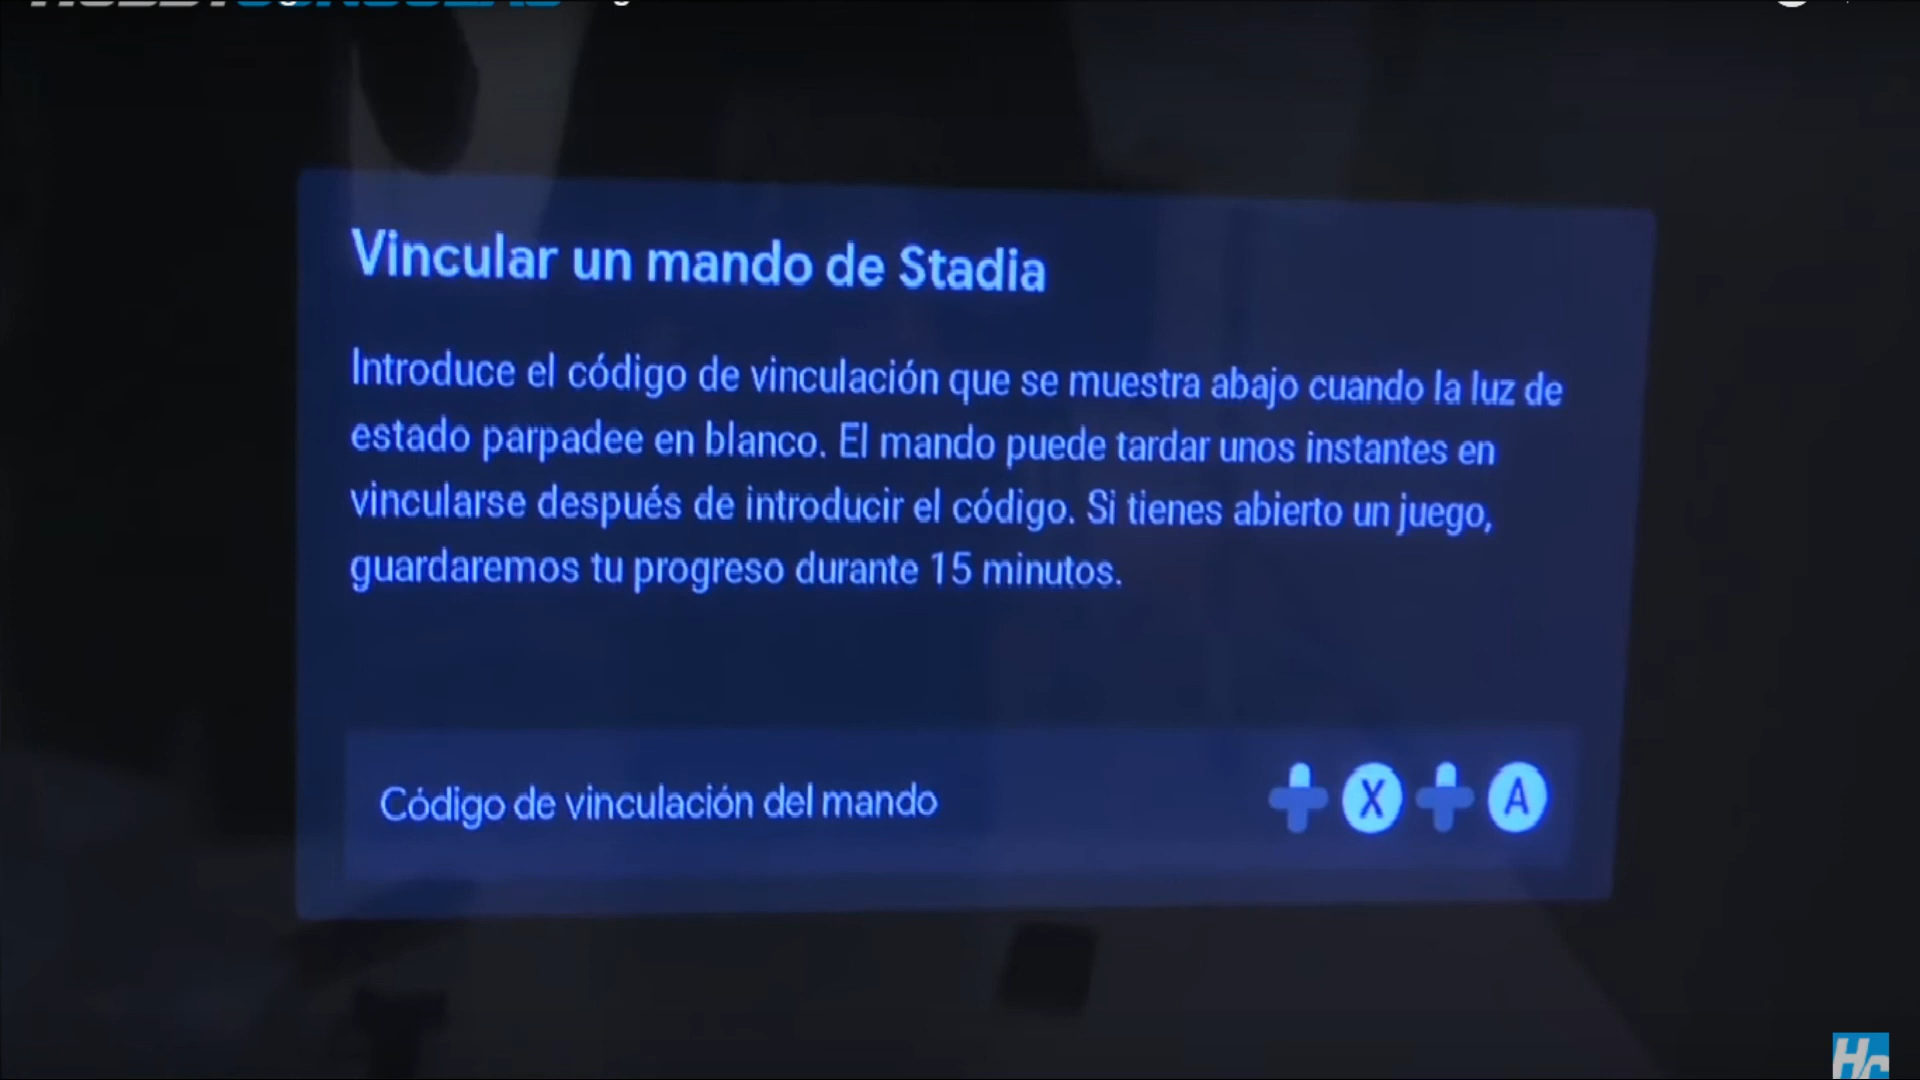 Vincular un mando de Stadia
Introduce el código de vinculación que se muestra abajo cuando la luz de
estado parpadee en blanco. El mando puede tardar unos instantes en
vincularse después de introducir el código. Si tienes abierto un juego,
guardaremos tu progreso durante 15 minutos.
Código de vinculación del mando X A
HC